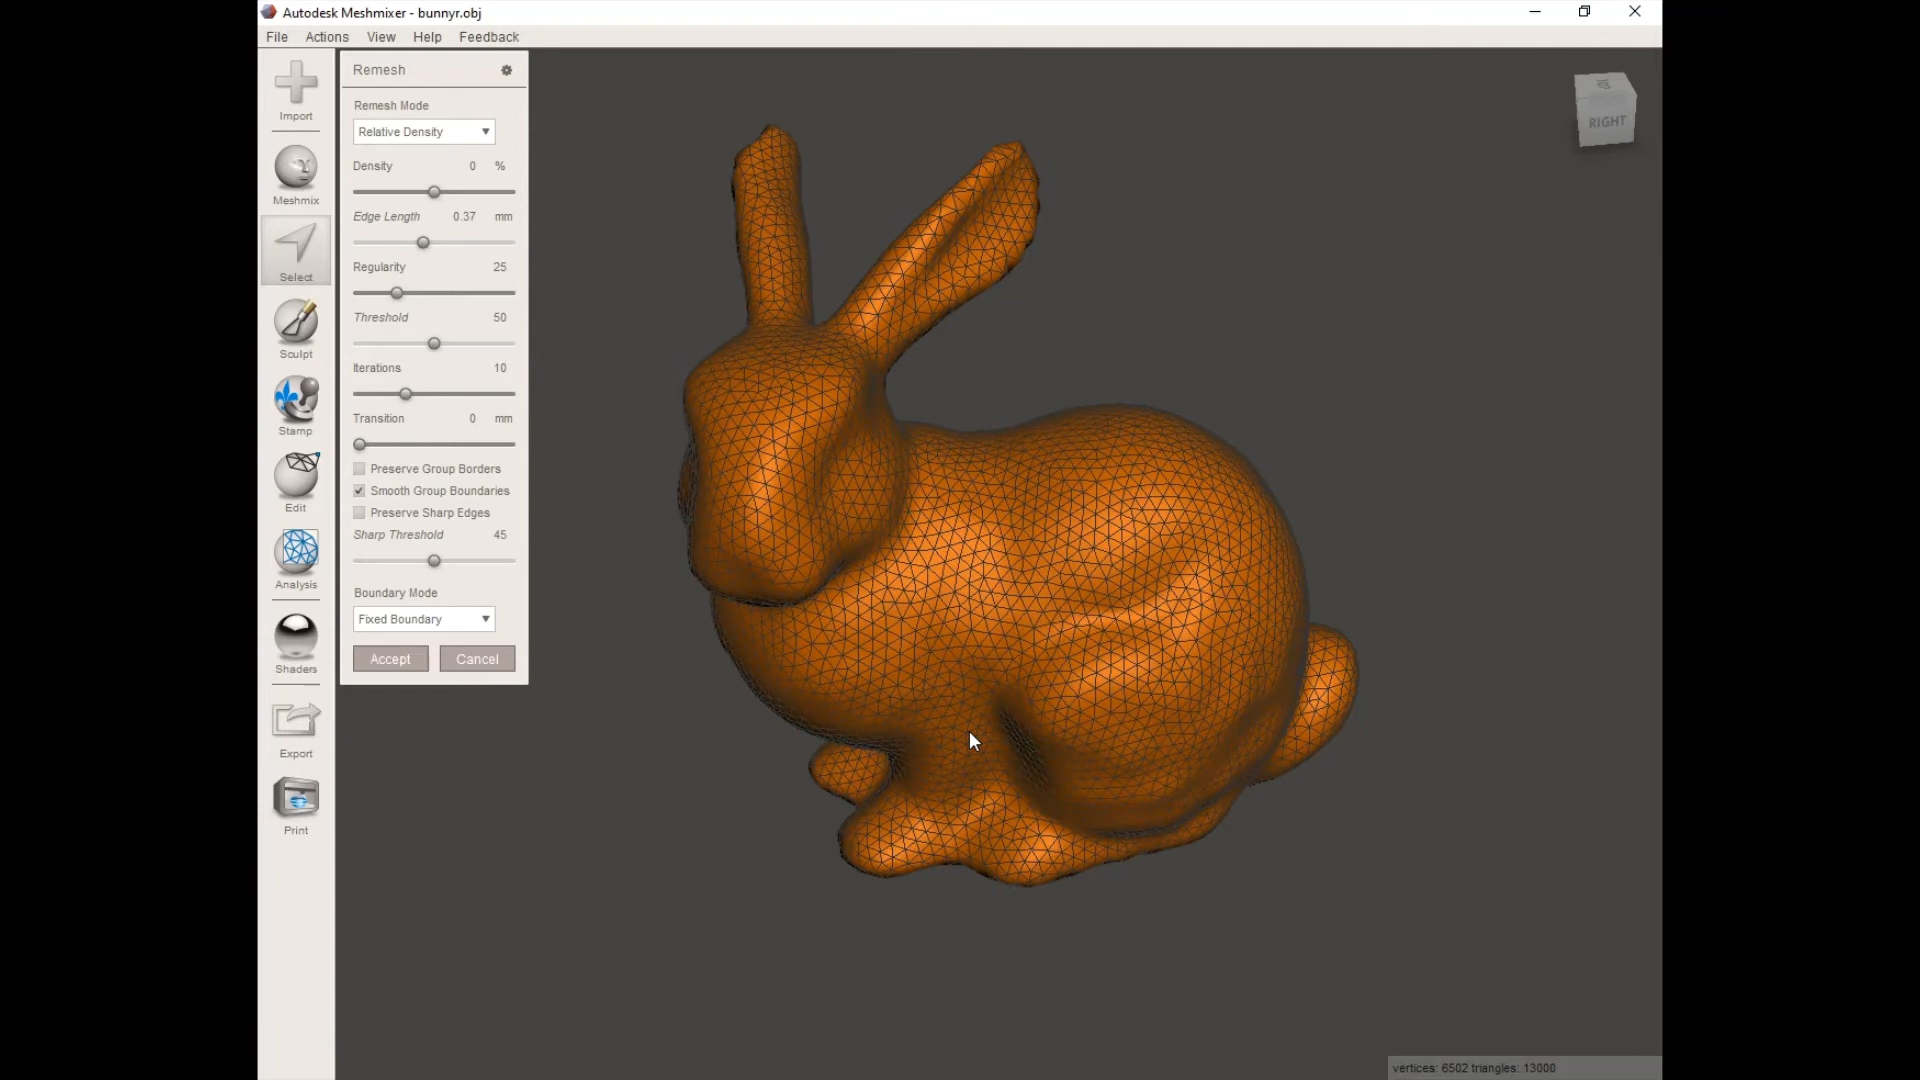 Autodesk Meshmixer - bunnyr.obj
File Actions View Help Feedback
Import
Meshmix
Select
Sculpt
Stamp
Edit
Analysis
Shaders
Export
Print
Remesh
Remesh Mode
Relative Density
Density 0 %
Edge Length 0.37 mm
Regularity 25
Threshold 50
Iterations 10
Transition 0 mm
Preserve Group Borders
Smooth Group Boundaries
Preserve Sharp Edges
Sharp Threshold 45
Boundary Mode
Fixed Boundary
Accept Cancel
RIGHT
vertices: 6502 triangles: 13000